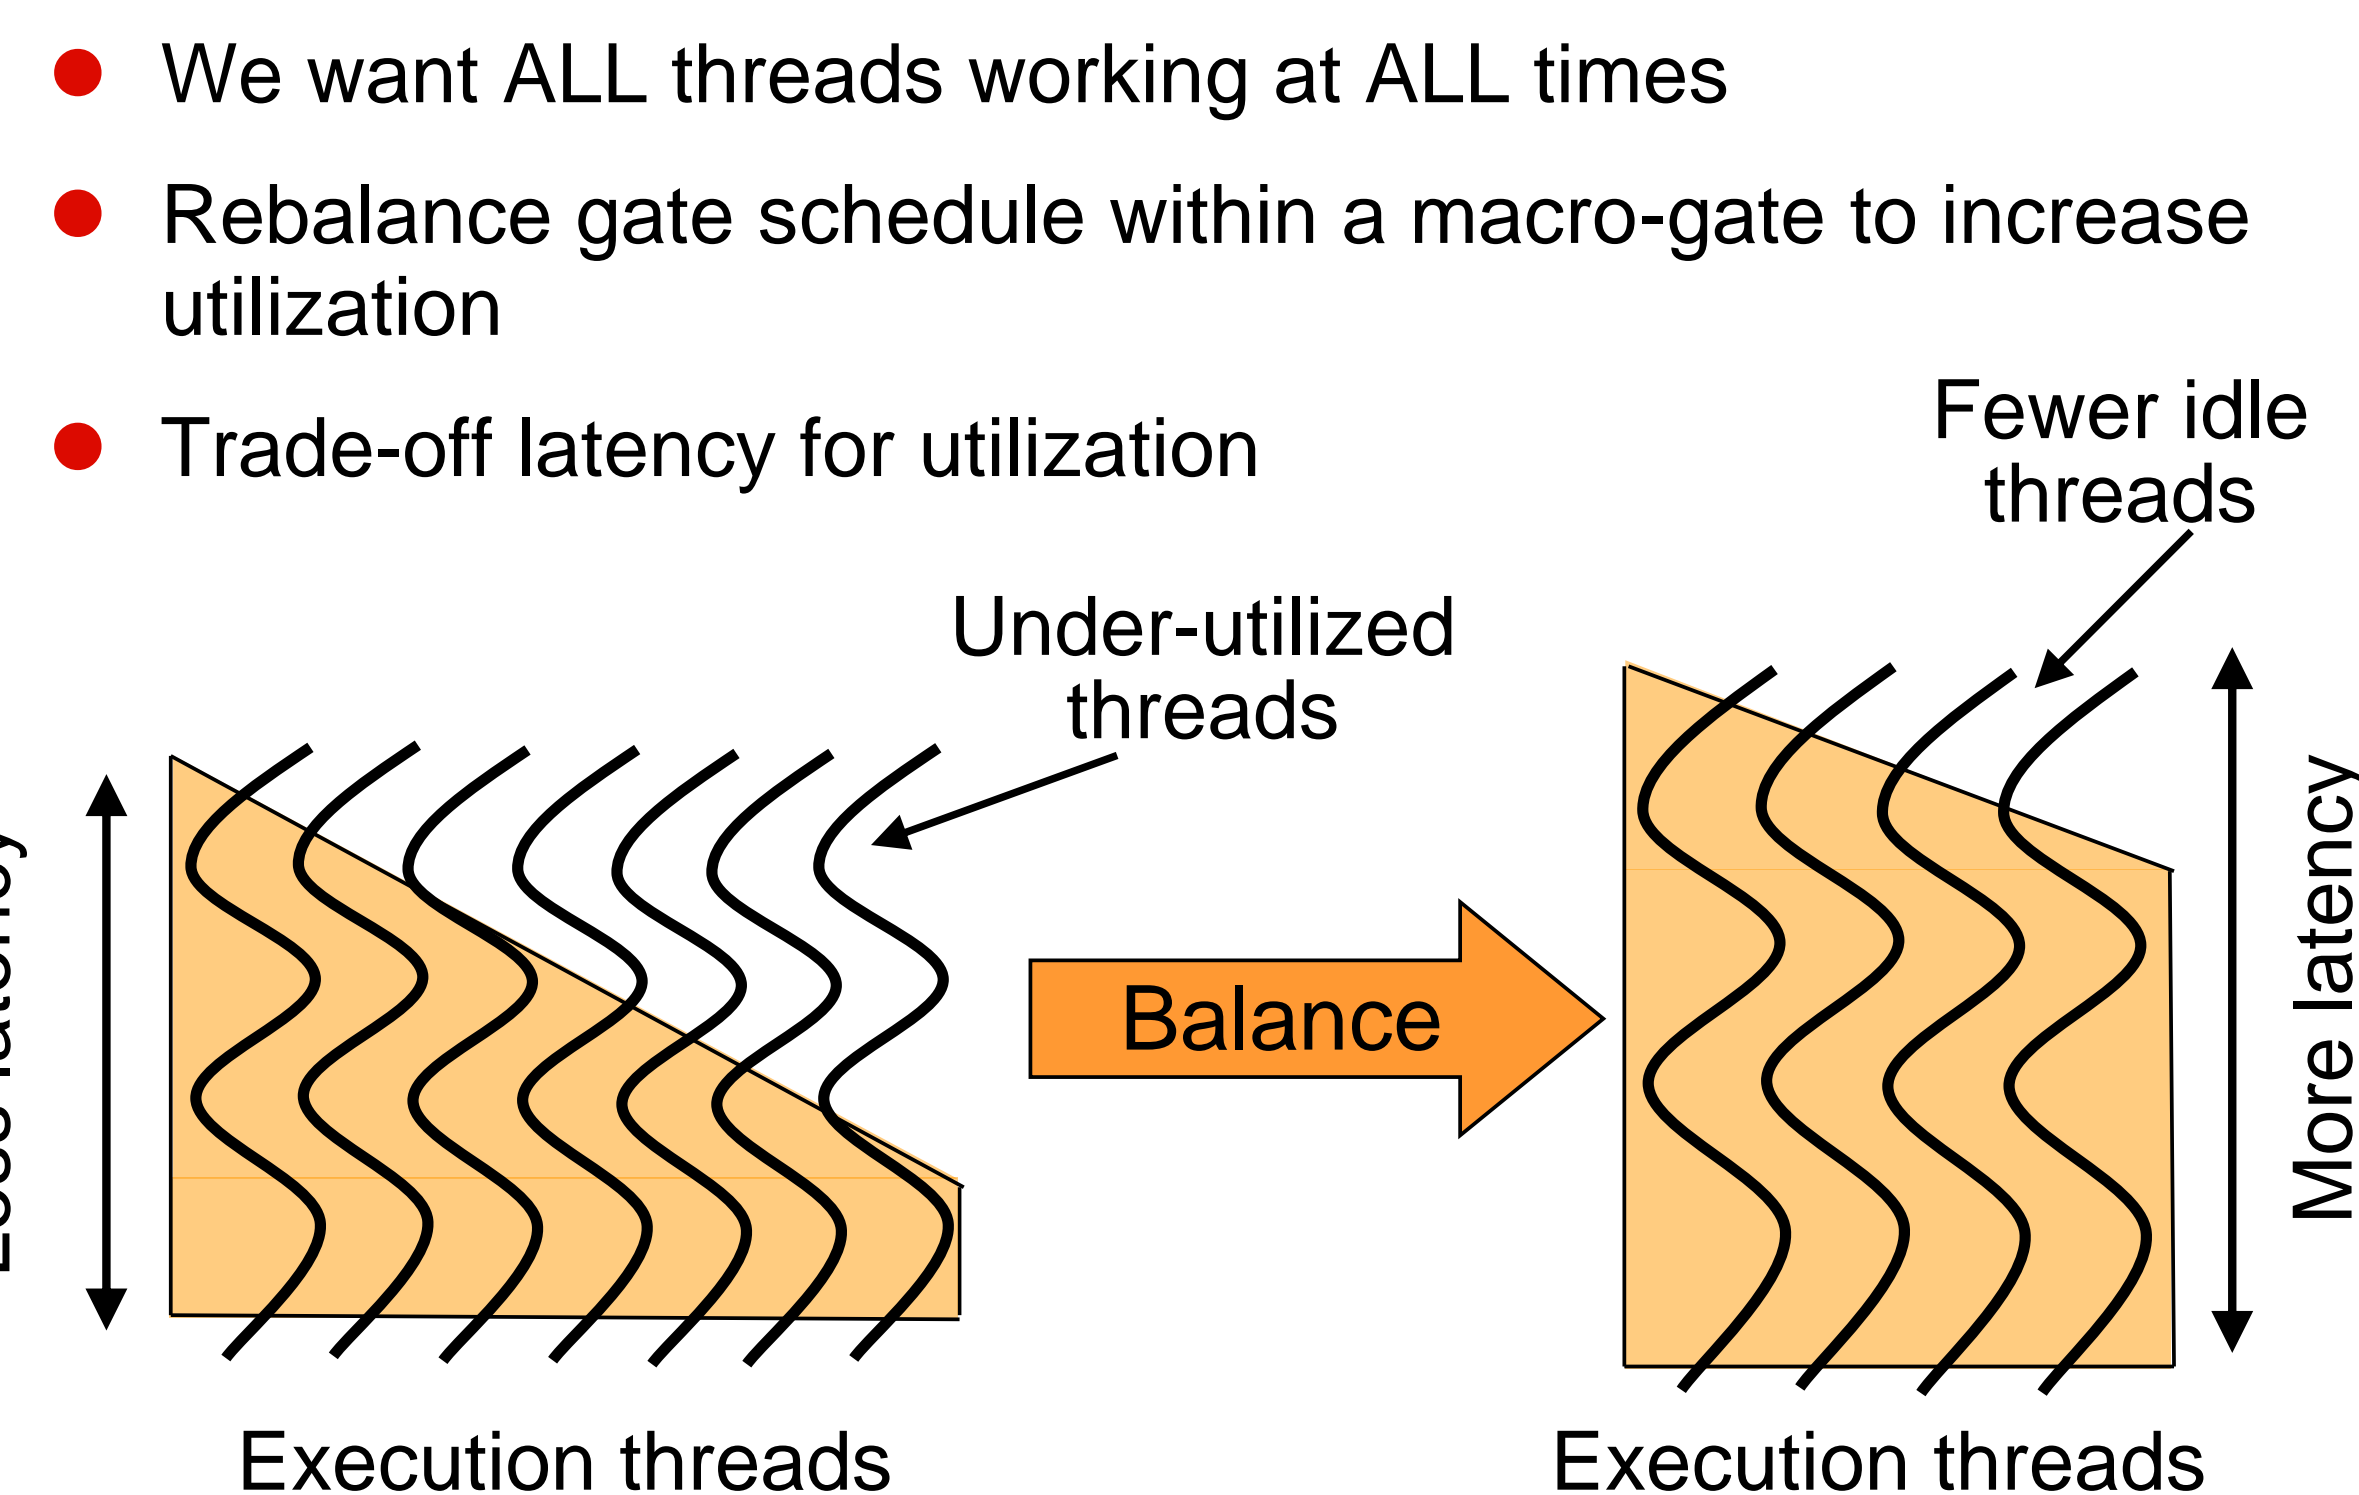 We want ALL threads working at ALL times
Rebalance gate schedule within a macro-gate to increase
utilization
Trade-off latency for utilization
Fewer idle
threads
Under-utilized
threads
latency
Balance
More latency
Execution threads
Execution threads